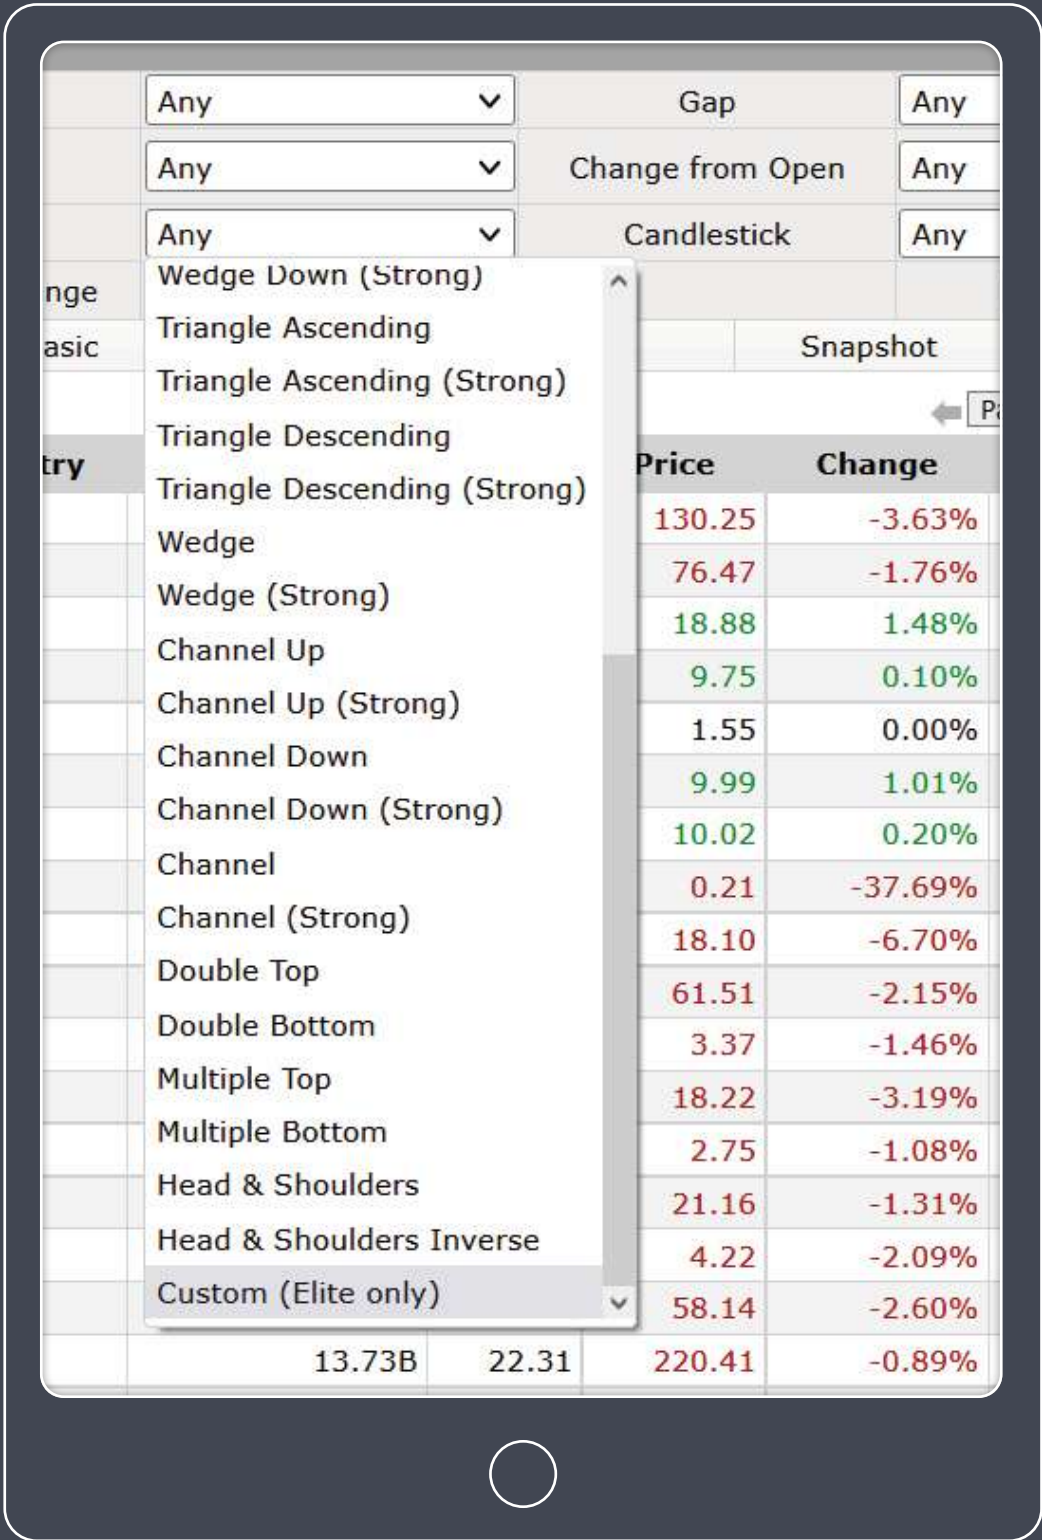 Any Gap Any
Any Change from Open Any
Any Candlestick Any
Wedge Down (Strong)
nge
Triangle Ascending
asic Snapshot
Triangle Ascending (Strong)
Triangle Descending
try Price Change
Triangle Descending (Strong)
130.25 -3.63%
Wedge
76.47 -1.76%
Wedge (Strong)
18.88 1.48%
Channel Up
9.75 0.10%
Channel Up (Strong)
1.55 0.00%
Channel Down
9.99 1.01%
Channel Down (Strong)
10.02 0.20%
Channel
0.21 -37.69%
Channel (Strong)
18.10 -6.70%
Double Top
61.51 -2.15%
Double Bottom
3.37 -1.46%
Multiple Top
18.22 -3.19%
Multiple Bottom
2.75 -1.08%
Head & Shoulders
21.16 -1.31%
Head & Shoulders Inverse
4.22 -2.09%
Custom (Elite only)
58.14 -2.60%
13.73B 22.31 220.41 -0.89%